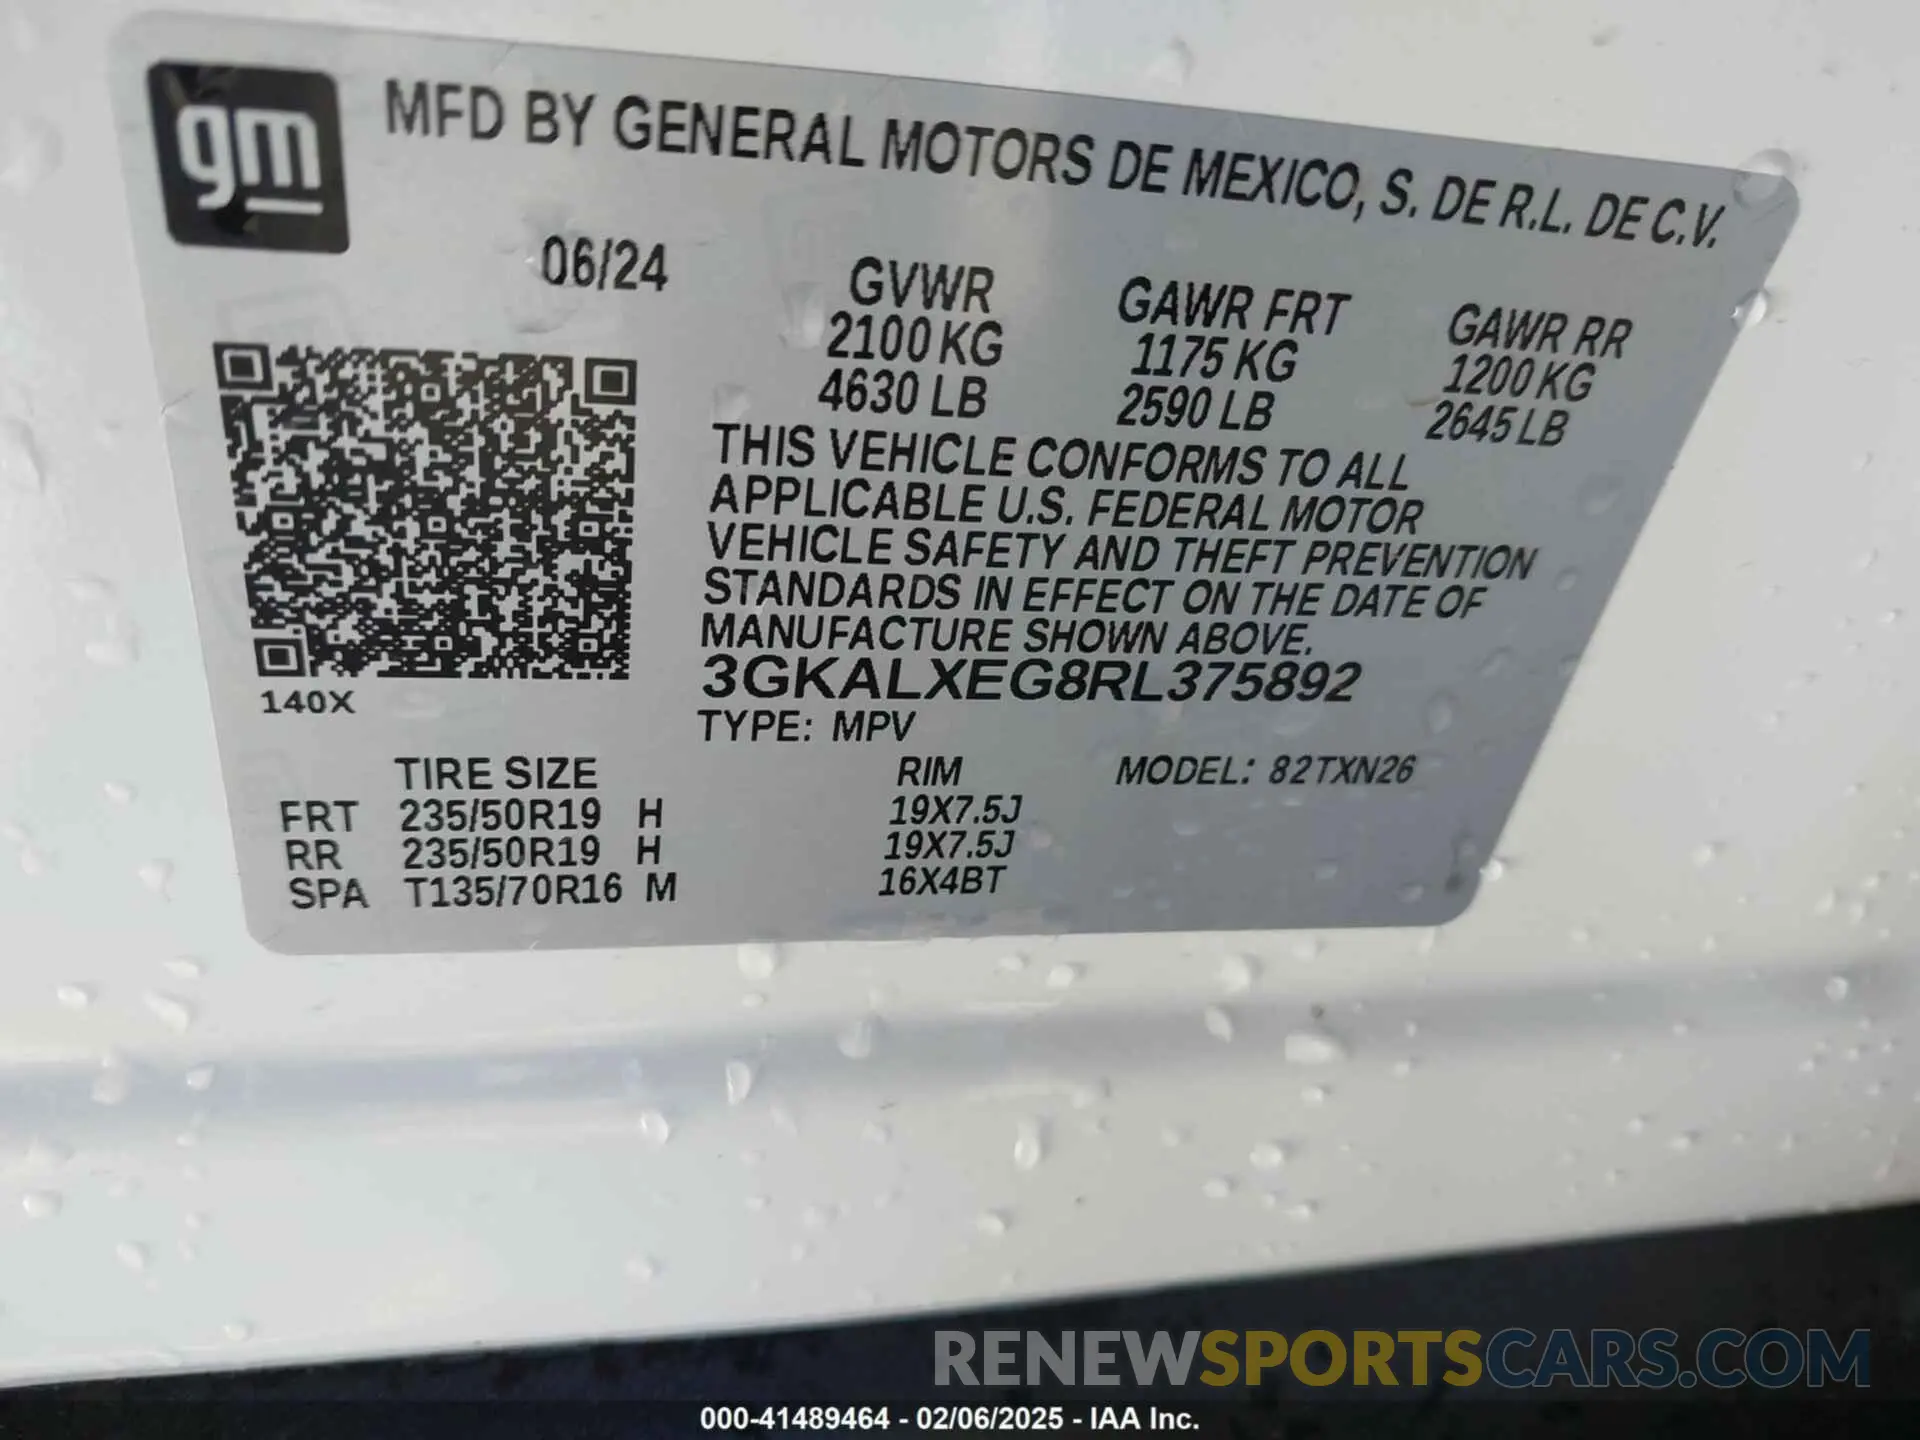 gm
MFD BY GENERAL MOTORS DE MEXICO, S. DE R.L. DE C.V.
06/24
GVWR GAWR FRT GAWR RR
2100 KG 1175 KG 1200 KG
4630 LB 2590 LB 2645 LB
THIS VEHICLE CONFORMS TO ALL
APPLICABLE U.S. FEDERAL MOTOR
VEHICLE SAFETY AND THEFT PREVENTION
STANDARDS IN EFFECT ON THE DATE OF
MANUFACTURE SHOWN ABOVE.
3GKALXEG8RL375892
140X
TYPE: MPV
TIRE SIZE RIM MODEL: 82TXN26
FRT 235/50R19 H 19X7.5J
RR 235/50R19 H 19X7.5J
SPA T135/70R16 M 16X4BT
RENEWSPORTSCARS.COM
000-41489464 - 02/06/2025 - IAA Inc.